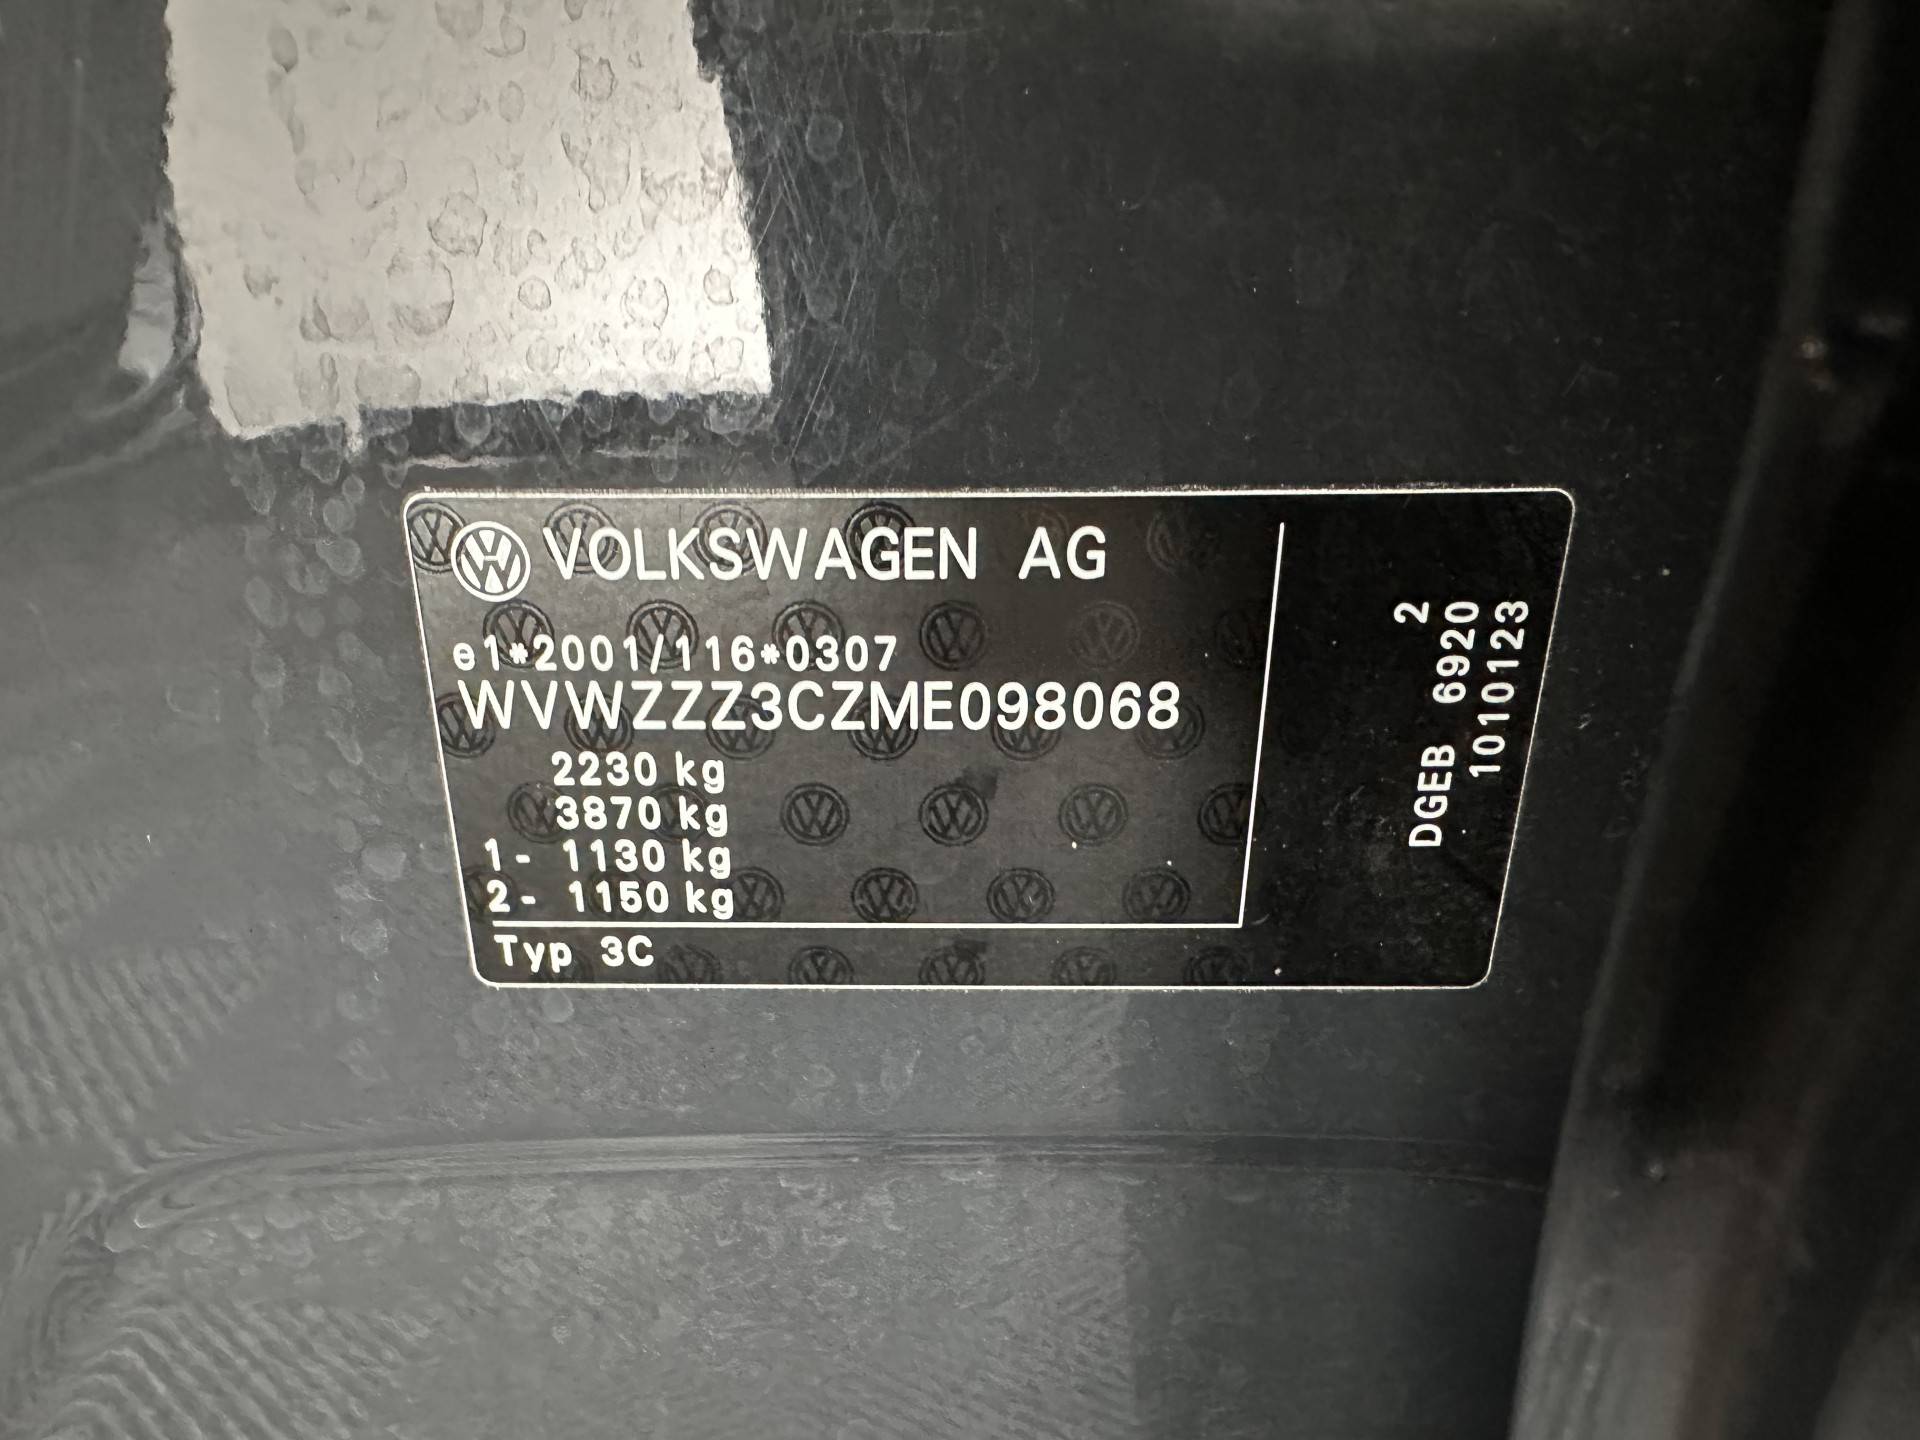 VOLKSWAGEN AG
e1*2001/116*0307
WVWZZZ3CZME098068
2230 kg
3870 kg
1- 1130 kg
2- 1150 kg
Typ 3C
2
DGEB 6920
1010123